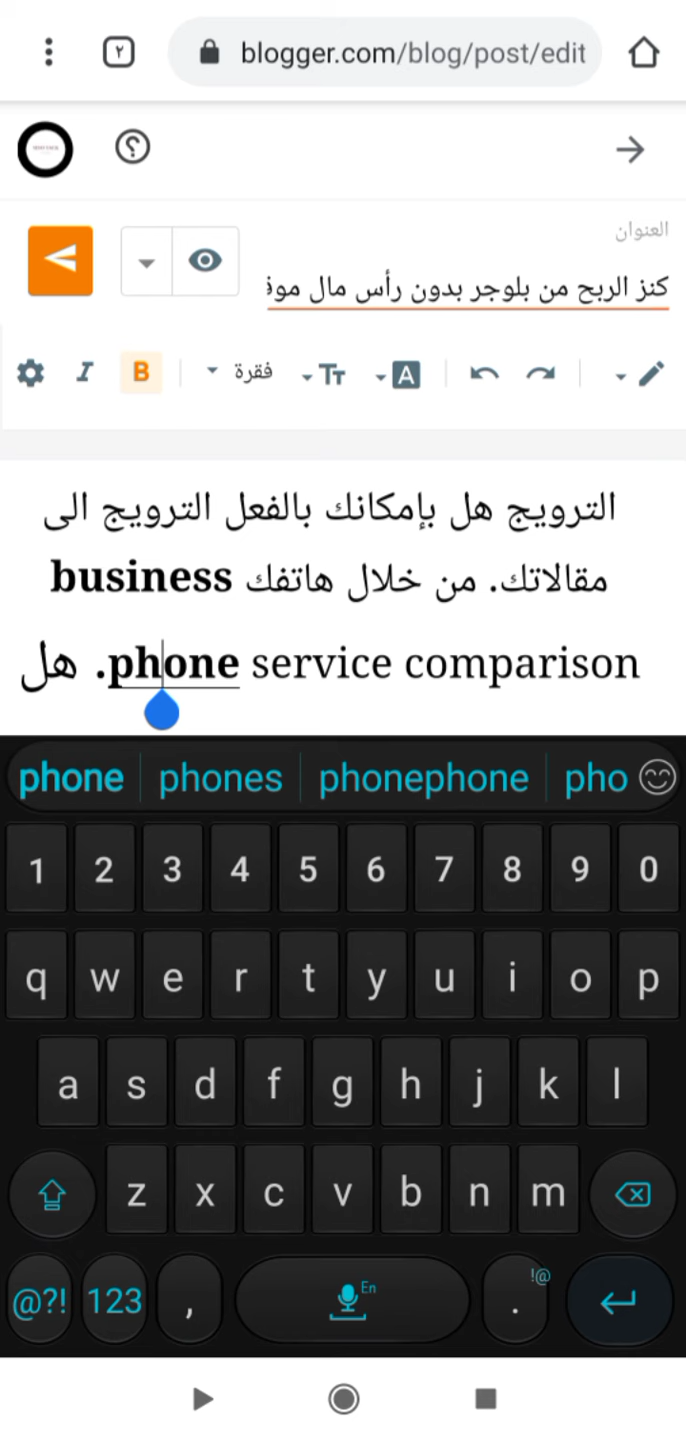 ٢
blogger.com/blog/post/edit
العنوان
كنز الربح من بلوجر بدون رأس مال
I B فقرة TT A
الترويج هل بإمكانك بالفعل الترويج الى
مقالاتك. من خلال هاتفك business
phone service comparison. هل
phone phones phonephone pho
1 2 3 4 5 6 7 8 9 0
q w e r t y u i o p
a s d f g h j k l
z x c v b n m
@?! 123 , En . !@